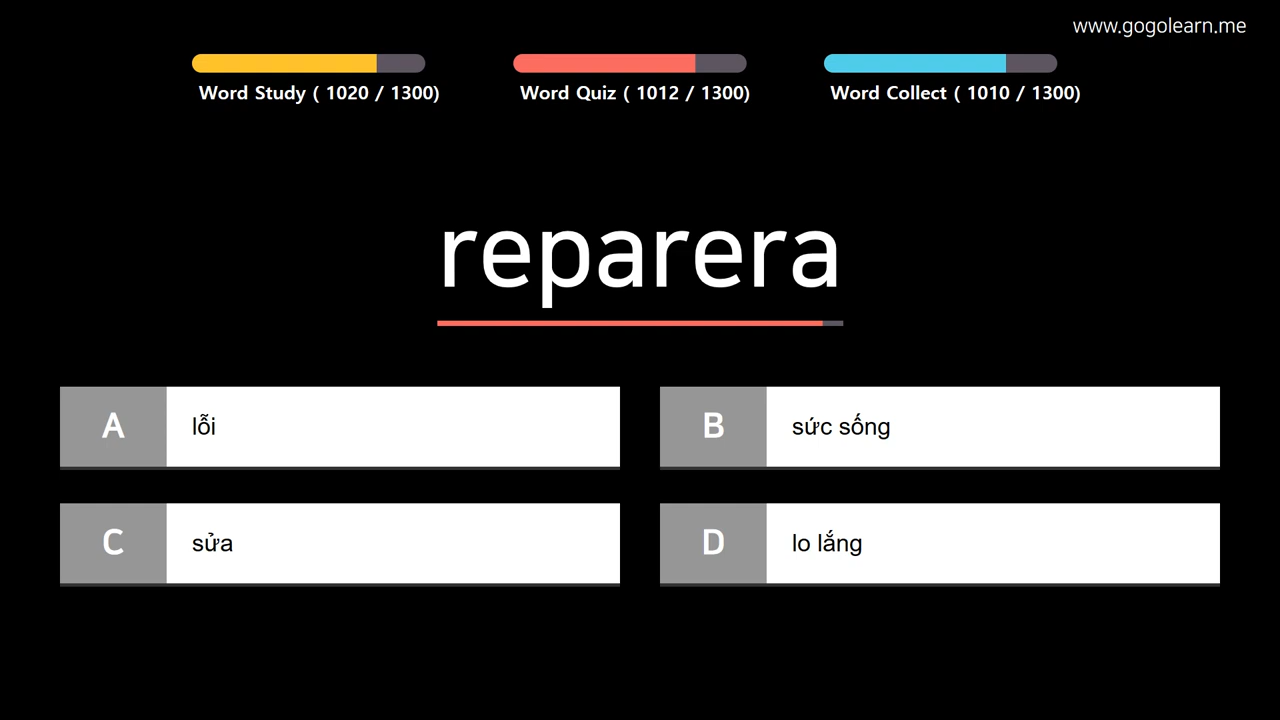 www.gogolearn.me
Word Study ( 1020 / 1300)
Word Quiz ( 1012 / 1300)
Word Collect ( 1010 / 1300)
reparera
A lỗi
B sức sống
C sửa
D lo lắng